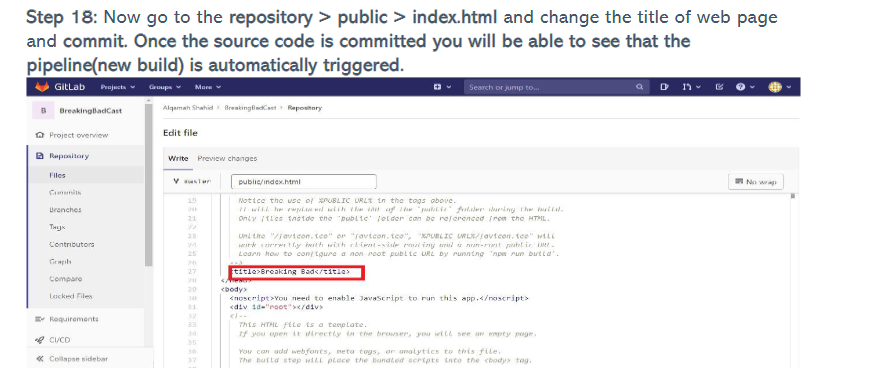 Step 18: Now go to the repository > public > index.html and change the title of web page
and commit. Once the source code is committed you will be able to see that the
pipeline(new build) is automatically triggered.
GitLab Projects Groups More Search or jump to...
B BreakingBadCast
Alqamah Shahid > BreakingBadCast > Repository
Project overview
Edit file
Repository
Write Preview changes
Files
master public/index.html No wrap
Commits
19 Notice the use of %PUBLIC_URL% in the tags above.
20 It will be replaced with the URL of the `public` folder during the build.
Branches
21 Only files inside the `public` folder can be referenced from the HTML.
22
Tags
23 Unlike "/favicon.ico" or "favicon.ico", "%PUBLIC_URL%/favicon.ico" will
24 work correctly both with client-side routing and a non-root public URL.
Contributors
25 Learn how to configure a non-root public URL by running `npm run build`.
Graph
26 -->
27 <title>Breaking Bad</title>
Compare
28 </head>
29 <body>
Locked Files
30 <noscript>You need to enable JavaScript to run this app.</noscript>
31 <div id="root"></div>
32 <!--
Requirements
33 This HTML file is a template.
34 If you open it directly in the browser, you will see an empty page.
CI/CD
35
36 You can add webfonts, meta tags, or analytics to this file.
Collapse sidebar
37 The build step will place the bundled scripts into the <body> tag.